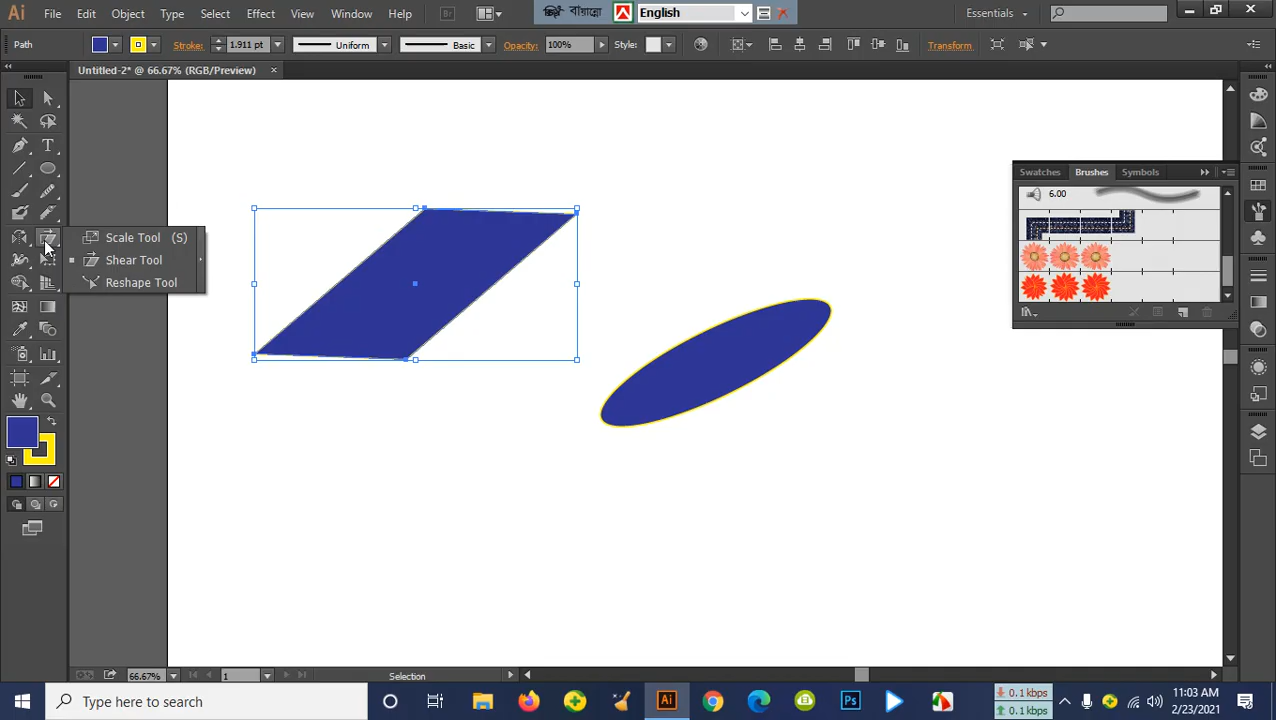 Ai File Edit Object Type Select Effect View Window Help Br English Essentials
Path Stroke: 1.911 pt Uniform Basic Opacity: 100% Style: Transform
Untitled-2* @ 66.67% (RGB/Preview) ×
Swatches Brushes Symbols
6.00
Scale Tool (S)
Shear Tool
Reshape Tool
66.67% 1 Selection
Type here to search
Ai
Ps
0.1 kbps
0.1 kbps
11:03 AM
2/23/2021